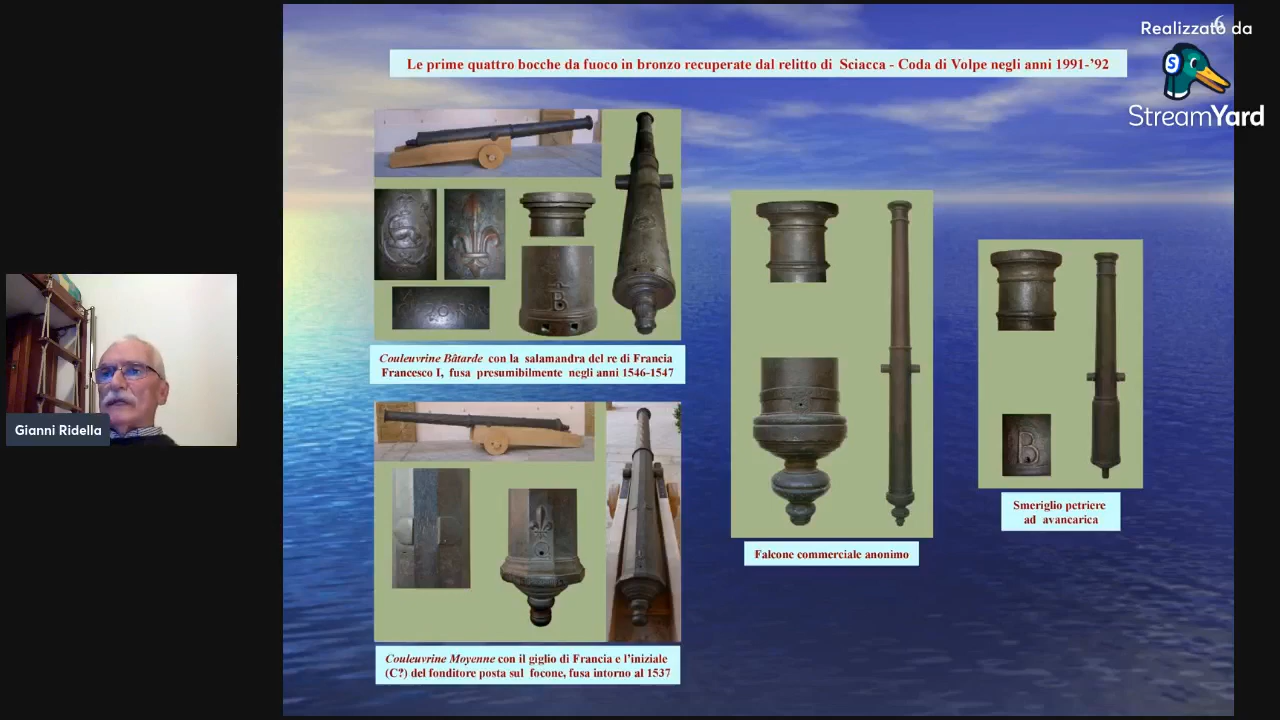 Realizzato da
6
StreamYard
Le prime quattro bocche da fuoco in bronzo recuperate dal relitto di Sciacca - Coda di Volpe negli anni 1991-'92
B
Couleuvrine Bâtarde con la salamandra del re di Francia
Francesco I, fusa presumibilmente negli anni 1546-1547
Couleuvrine Moyenne con il giglio di Francia e l'iniziale
(C?) del fonditore posta sul focone, fusa intorno al 1537
Falcone commerciale anonimo
B
Smeriglio petriere
ad avancarica
Gianni Ridella